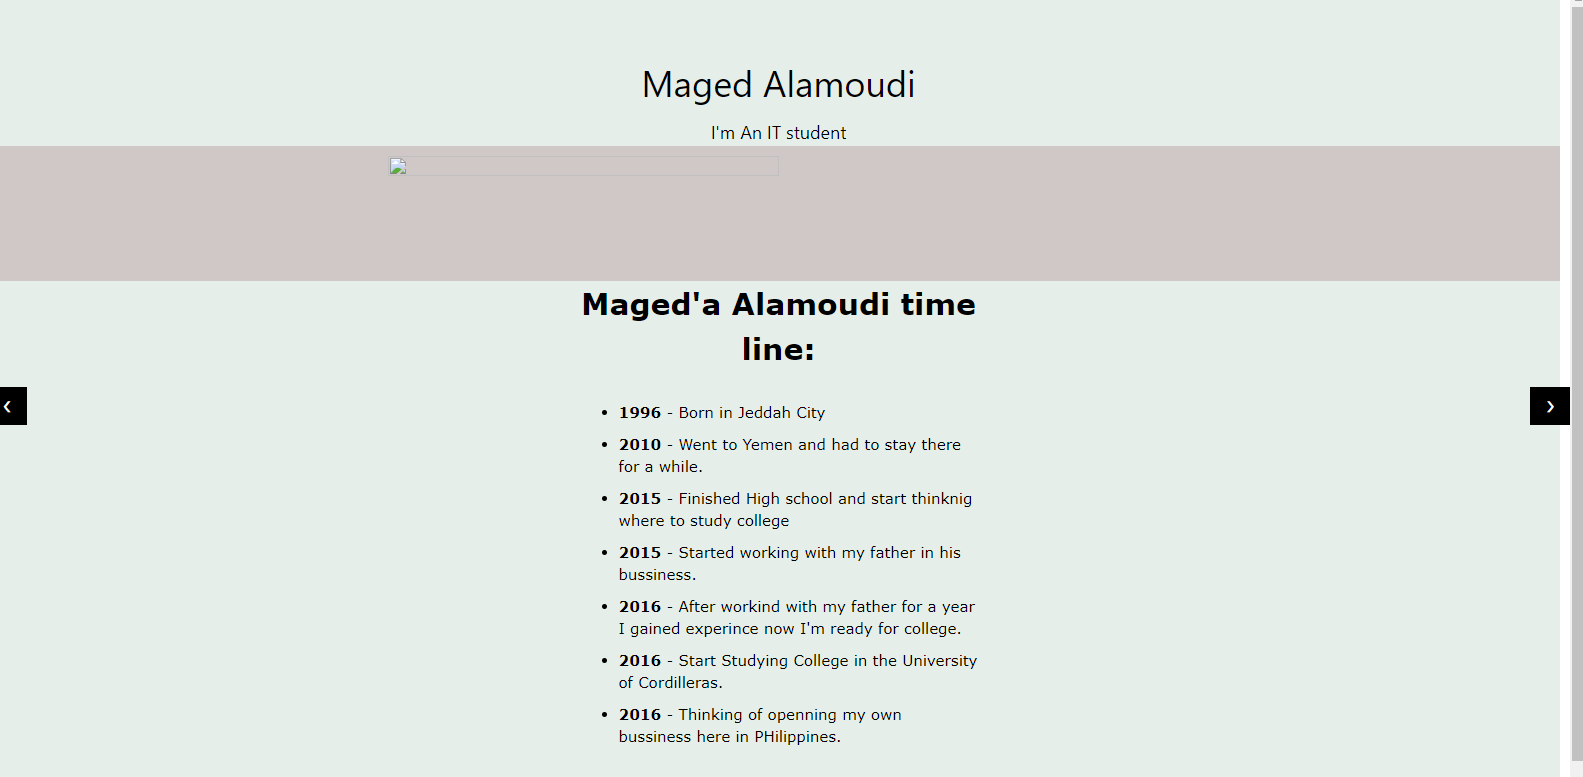 Maged Alamoudi
I'm An IT student
Maged'a Alamoudi time
line:
‹
›
• 1996 - Born in Jeddah City
• 2010 - Went to Yemen and had to stay there
for a while.
• 2015 - Finished High school and start thinknig
where to study college
• 2015 - Started working with my father in his
bussiness.
• 2016 - After workind with my father for a year
I gained experince now I'm ready for college.
• 2016 - Start Studying College in the University
of Cordilleras.
• 2016 - Thinking of openning my own
bussiness here in PHilippines.